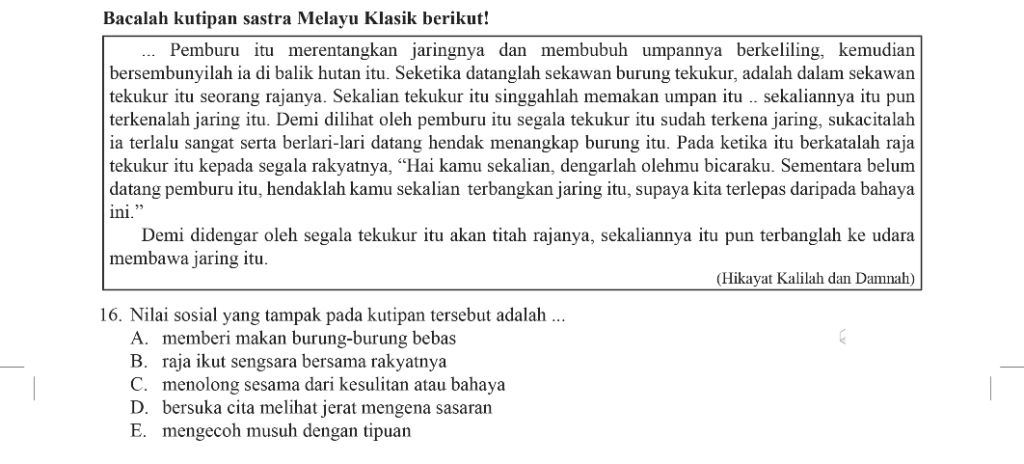 Bacalah kutipan sastra Melayu Klasik berikut!
... Pemburu itu merentangkan jaringnya dan membubuh umpannya berkeliling, kemudian
bersembunyilah ia di balik hutan itu. Seketika datanglah sekawan burung tekukur, adalah dalam sekawan
tekukur itu seorang rajanya. Sekalian tekukur itu singgahlah memakan umpan itu .. sekaliannya itu pun
terkenalah jaring itu. Demi dilihat oleh pemburu itu segala tekukur itu sudah terkena jaring, sukacitalah
ia terlalu sangat serta berlari-lari datang hendak menangkap burung itu. Pada ketika itu berkatalah raja
tekukur itu kepada segala rakyatnya, “Hai kamu sekalian, dengarlah olehmu bicaraku. Sementara belum
datang pemburu itu, hendaklah kamu sekalian terbangkan jaring itu, supaya kita terlepas daripada bahaya
ini.”
Demi didengar oleh segala tekukur itu akan titah rajanya, sekaliannya itu pun terbanglah ke udara
membawa jaring itu.
(Hikayat Kalilah dan Damnah)
16. Nilai sosial yang tampak pada kutipan tersebut adalah ...
A. memberi makan burung-burung bebas
B. raja ikut sengsara bersama rakyatnya
C. menolong sesama dari kesulitan atau bahaya
D. bersuka cita melihat jerat mengena sasaran
E. mengecoh musuh dengan tipuan